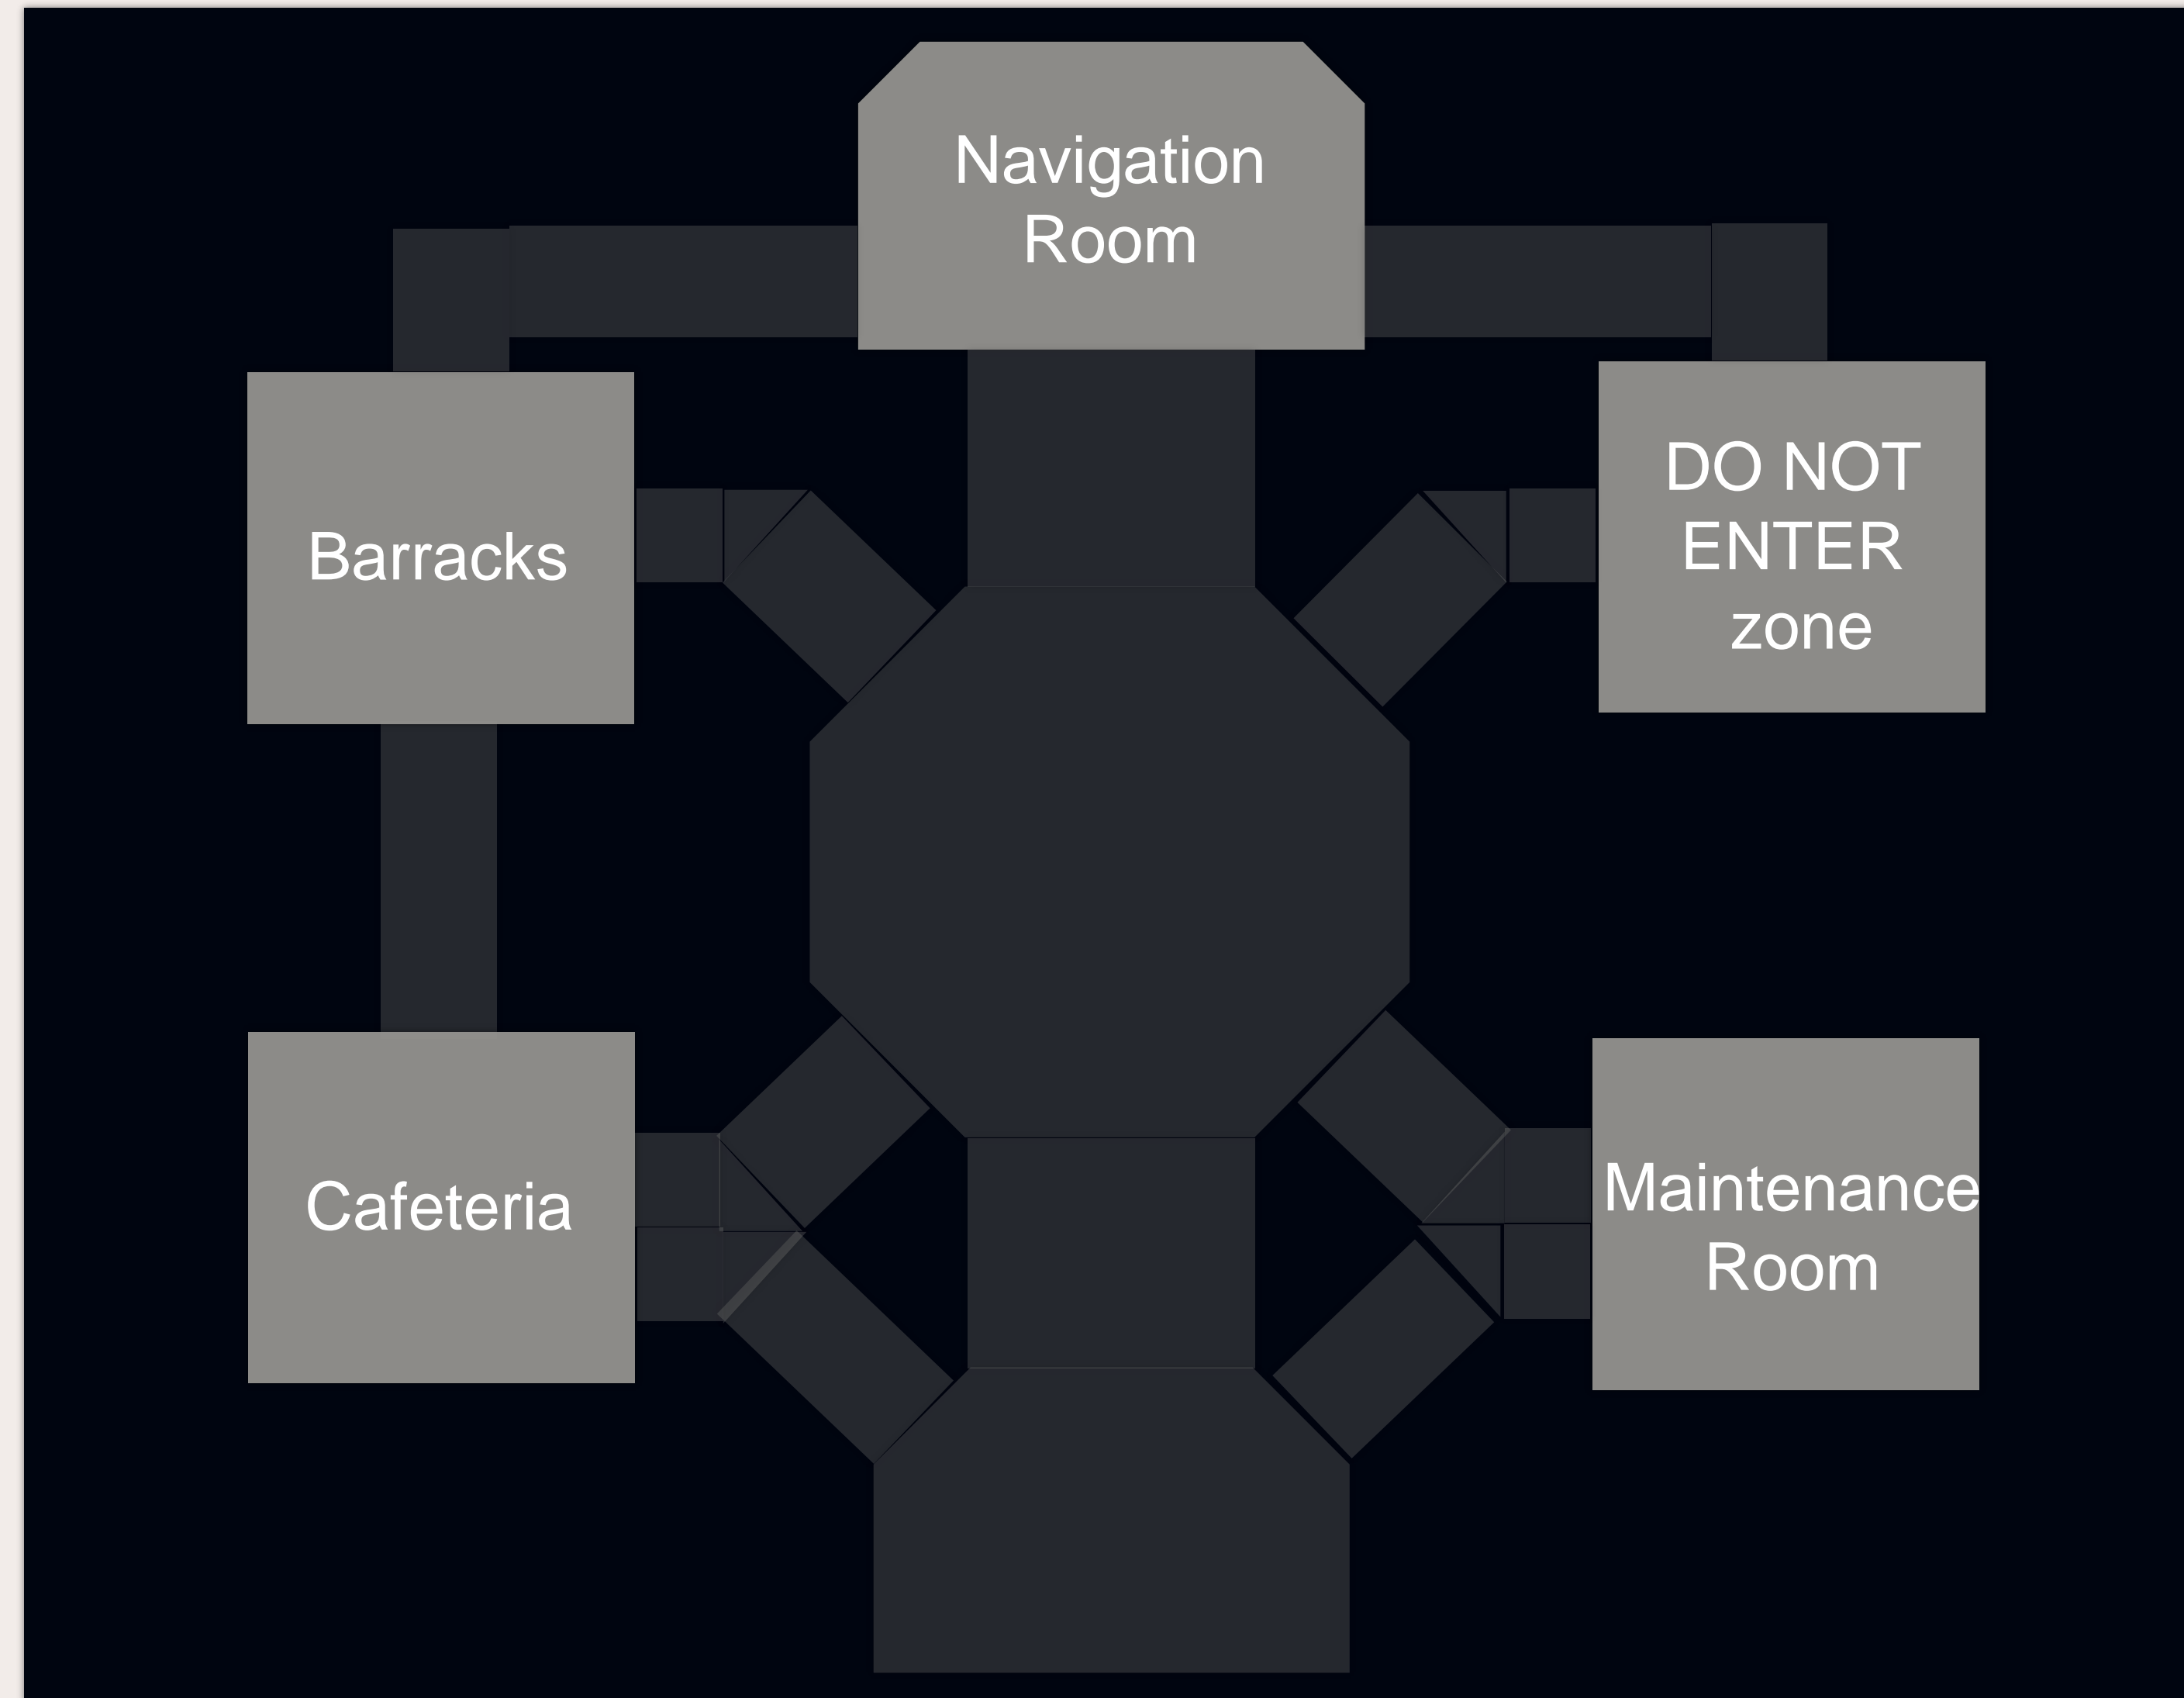 Navigation
Room
Barracks
DO NOT
ENTER
zone
Cafeteria
Maintenance
Room